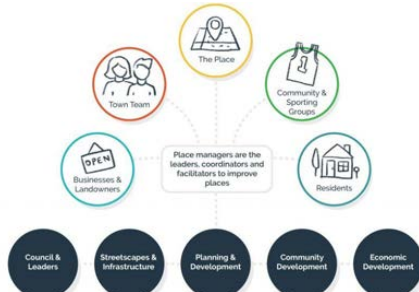 The Place
Town Team
1
Community &
Sporting
Groups
OPEN
Businesses &
Landowners
Place managers are the
leaders, coordinators and
facilitators to improve
places
Residents
Council &
Leaders
Streetscapes &
Infrastructure
Planning &
Development
Community
Development
Economic
Development